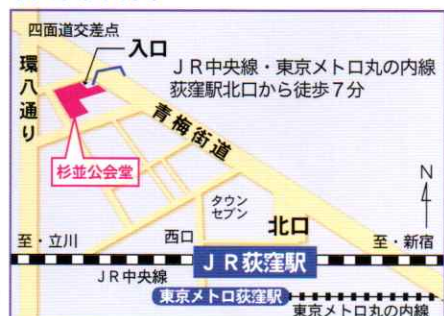 四面道交差点
入口
環八通り
JR中央線・東京メトロ丸の内線
荻窪駅北口から徒歩7分
青梅街道
杉並公会堂
N
タウン
セブン
北口
西口
至・立川
至・新宿
JR荻窪駅
JR中央線
東京メトロ荻窪駅
東京メトロ丸の内線